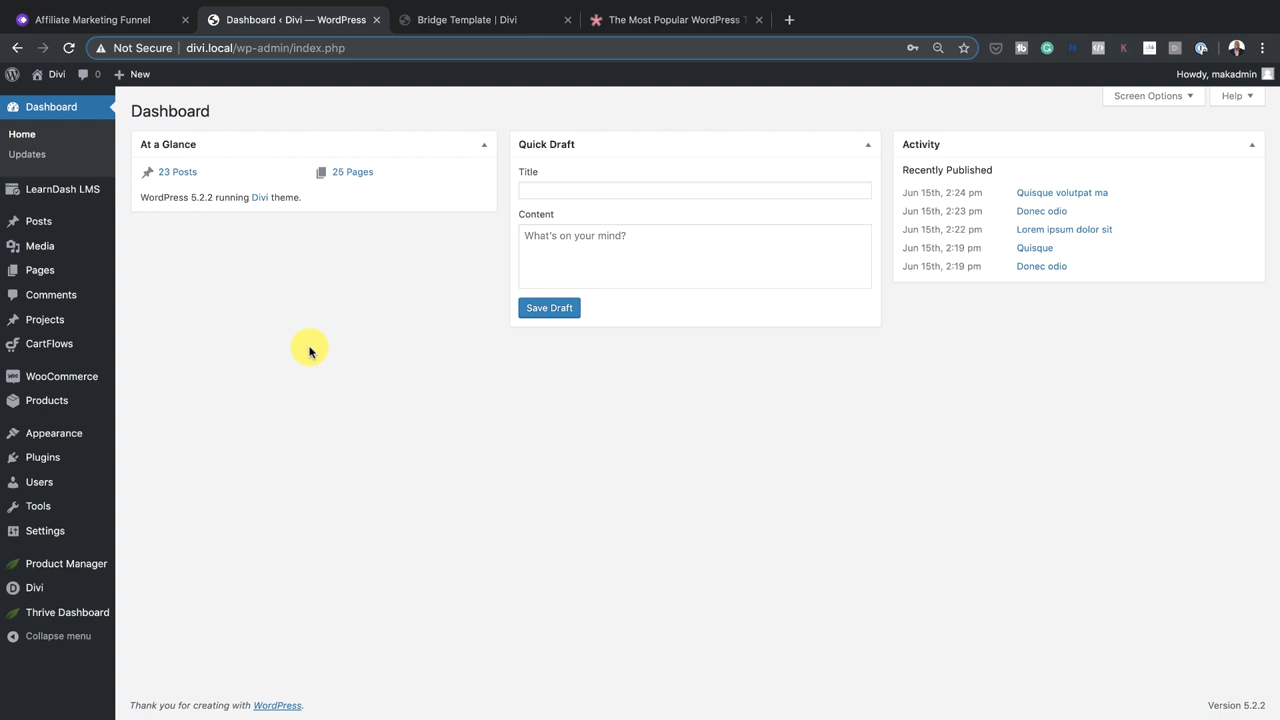 Affiliate Marketing Funnel
Dashboard ‹ Divi — WordPress
Bridge Template | Divi
The Most Popular WordPress T
Not Secure | divi.local/wp-admin/index.php
Divi
0
New
Howdy, makadmin
Dashboard
Home
Updates
LearnDash LMS
Posts
Media
Pages
Comments
Projects
CartFlows
WooCommerce
Products
Appearance
Plugins
Users
Tools
Settings
Product Manager
Divi
Thrive Dashboard
Collapse menu
Screen Options
Help
Dashboard
At a Glance
23 Posts
25 Pages
WordPress 5.2.2 running Divi theme.
Quick Draft
Title
Content
What's on your mind?
Save Draft
Activity
Recently Published
Jun 15th, 2:24 pm Quisque volutpat ma
Jun 15th, 2:23 pm Donec odio
Jun 15th, 2:22 pm Lorem ipsum dolor sit
Jun 15th, 2:19 pm Quisque
Jun 15th, 2:19 pm Donec odio
Thank you for creating with WordPress.
Version 5.2.2